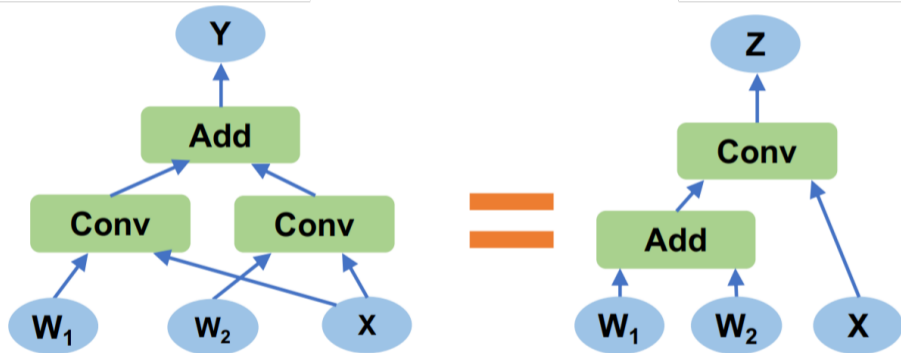 Y
Add
Conv Conv
W₁ W₂ X
=
Z
Conv
Add
W₁ W₂ X